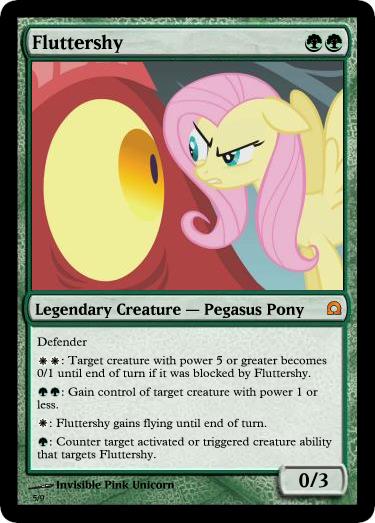 Fluttershy
Legendary Creature — Pegasus Pony
Defender
: Target creature with power 5 or greater becomes
0/1 until end of turn if it was blocked by Fluttershy.
: Gain control of target creature with power 1 or
less.
: Fluttershy gains flying until end of turn.
: Counter target activated or triggered creature ability
that targets Fluttershy.
0/3
Invisible Pink Unicorn
5/9